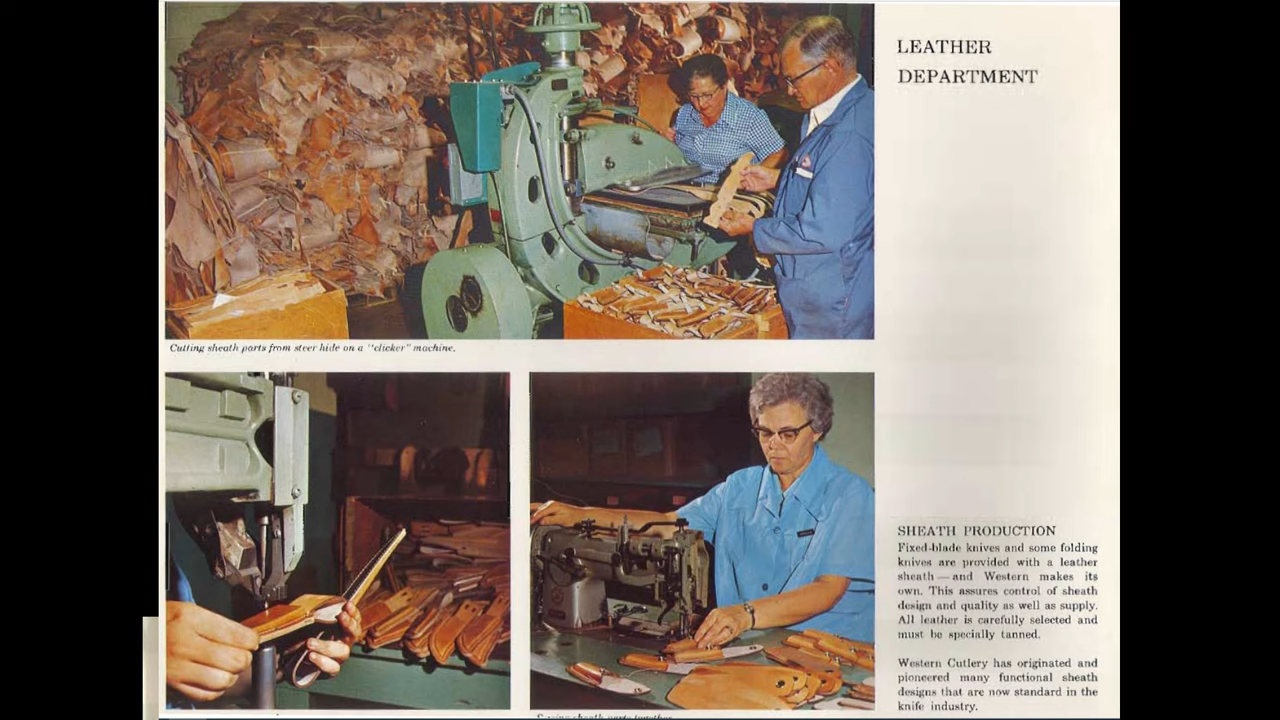 LEATHER
DEPARTMENT
Cutting sheath parts from steer hide on a "clicker" machine.
SHEATH PRODUCTION
Fixed-blade knives and some folding
knives are provided with a leather
sheath — and Western makes its
own. This assures control of sheath
design and quality as well as supply.
All leather is carefully selected and
must be specially tanned.
Western Cutlery has originated and
pioneered many functional sheath
designs that are now standard in the
knife industry.
sheath parts together